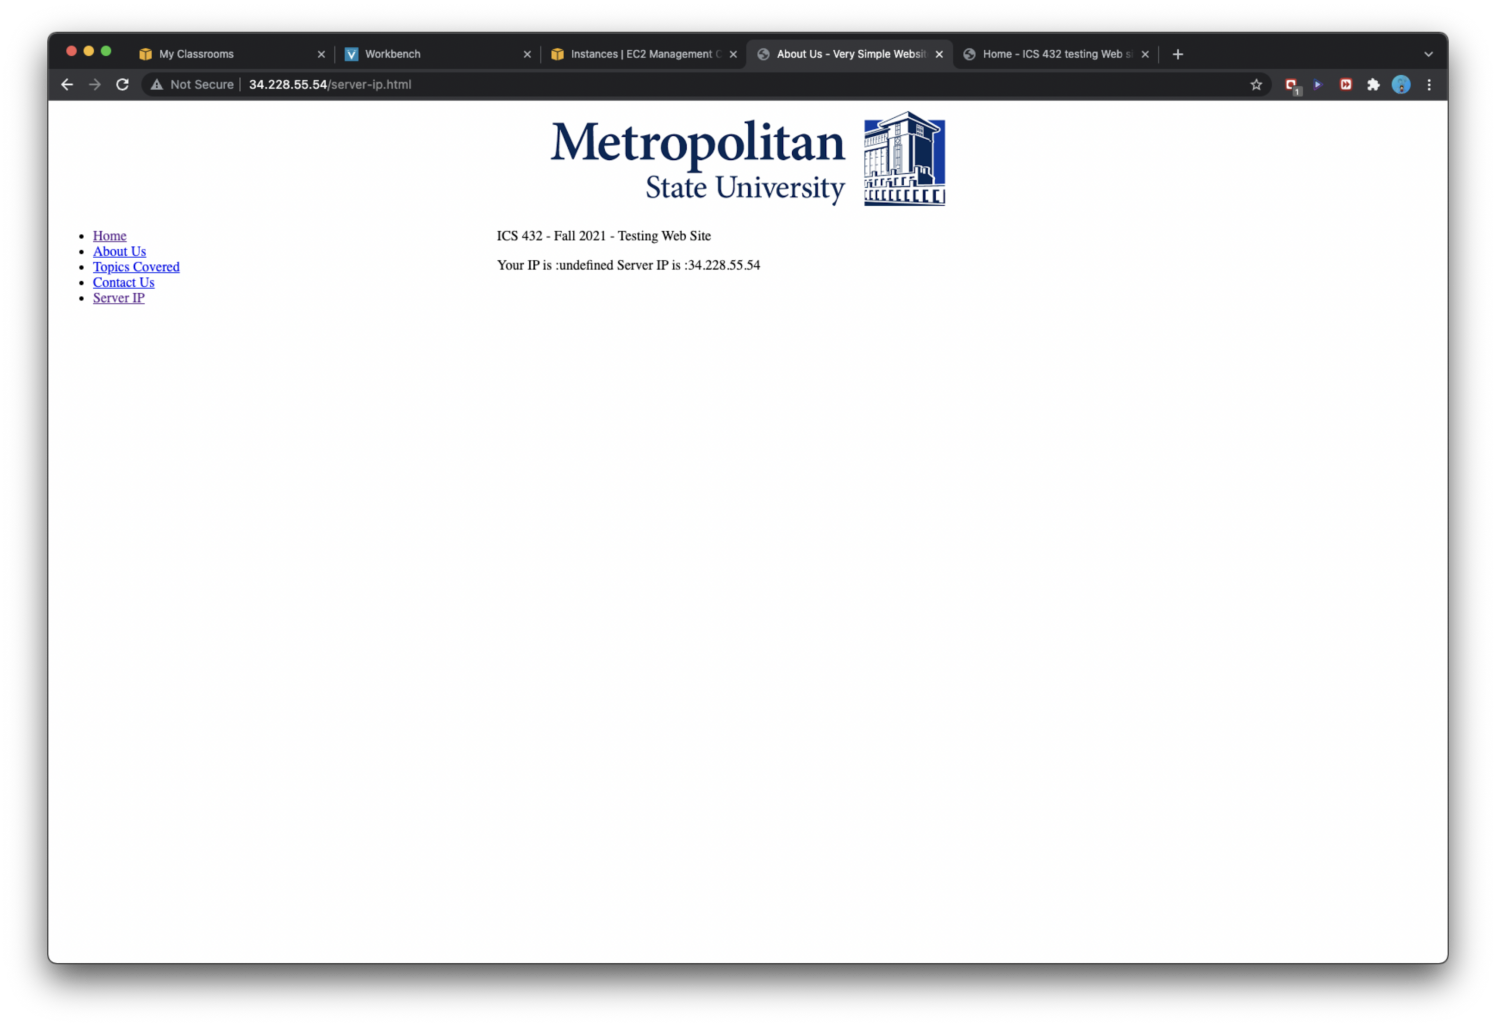 My Classrooms
Workbench
Instances | EC2 Management C
About Us - Very Simple Websit
Home - ICS 432 testing Web s
Not Secure | 34.228.55.54/server-ip.html
1
Metropolitan
State University
Home
About Us
Topics Covered
Contact Us
Server IP
ICS 432 - Fall 2021 - Testing Web Site
Your IP is :undefined Server IP is :34.228.55.54